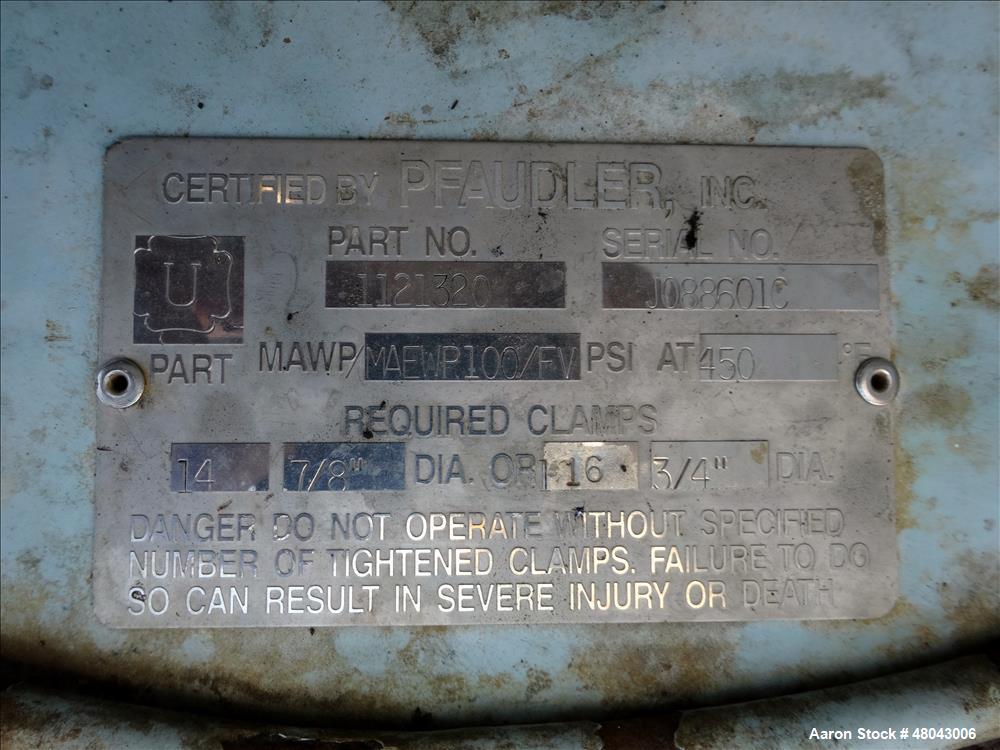 CERTIFIED BY PFAUDLER, INC.
PART NO. SERIAL NO.
U 1121320 J088601C
PART M.A.W.P/ MAEWP100/FV PSI AT 450 °F
REQUIRED CLAMPS
14 7/8" DIA. OR 16 3/4" DIA.
DANGER DO NOT OPERATE WITHOUT SPECIFIED
NUMBER OF TIGHTENED CLAMPS. FAILURE TO DO
SO CAN RESULT IN SEVERE INJURY OR DEATH
Aaron Stock # 48043006